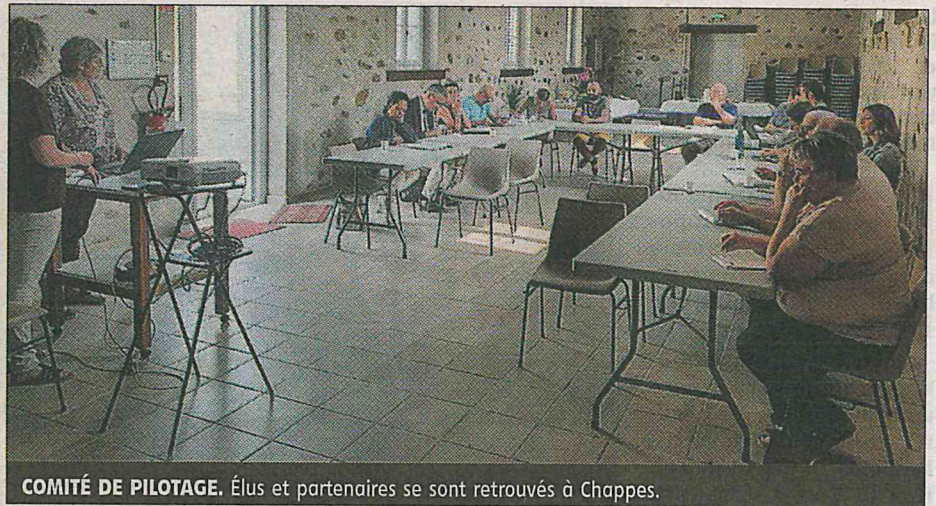 COMITÉ DE PILOTAGE. Élus et partenaires se sont retrouvés à Chappes.